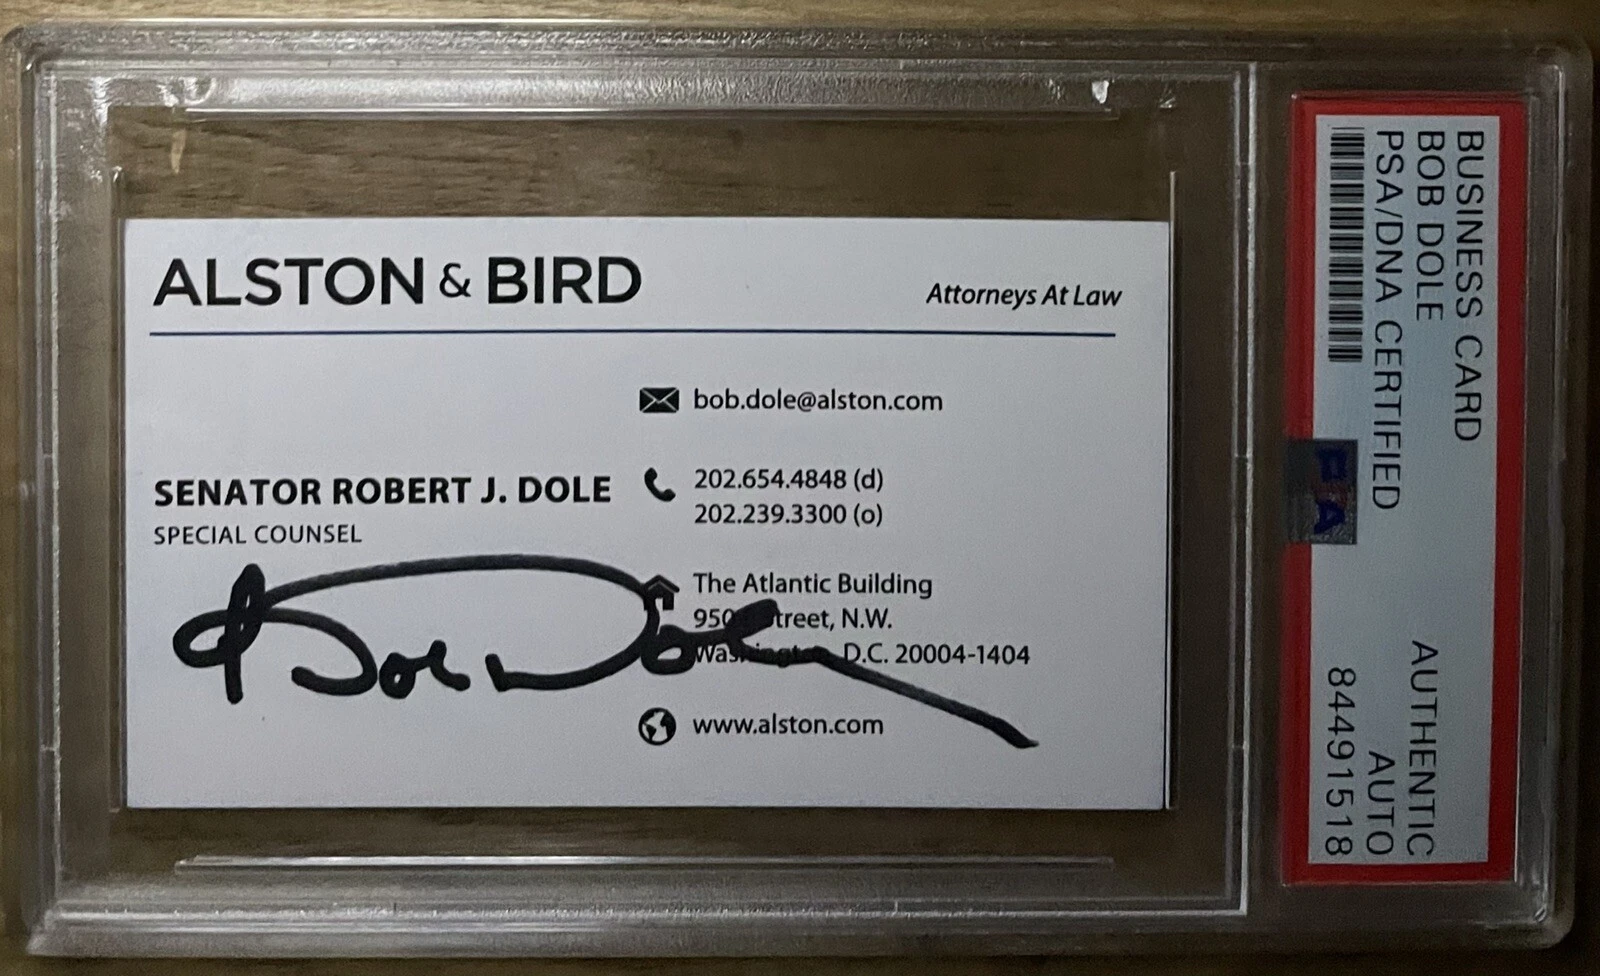 ALSTON & BIRD
Attorneys At Law
bob.dole@alston.com
SENATOR ROBERT J. DOLE
SPECIAL COUNSEL
202.654.4848 (d)
202.239.3300 (o)
Bob Dole
The Atlantic Building
N.W.
D.C. 20004-1404
www.alston.com
BUSINESS CARD
BOB DOLE
PSA/DNA CERTIFIED
AUTHENTIC
AUTO
84491518